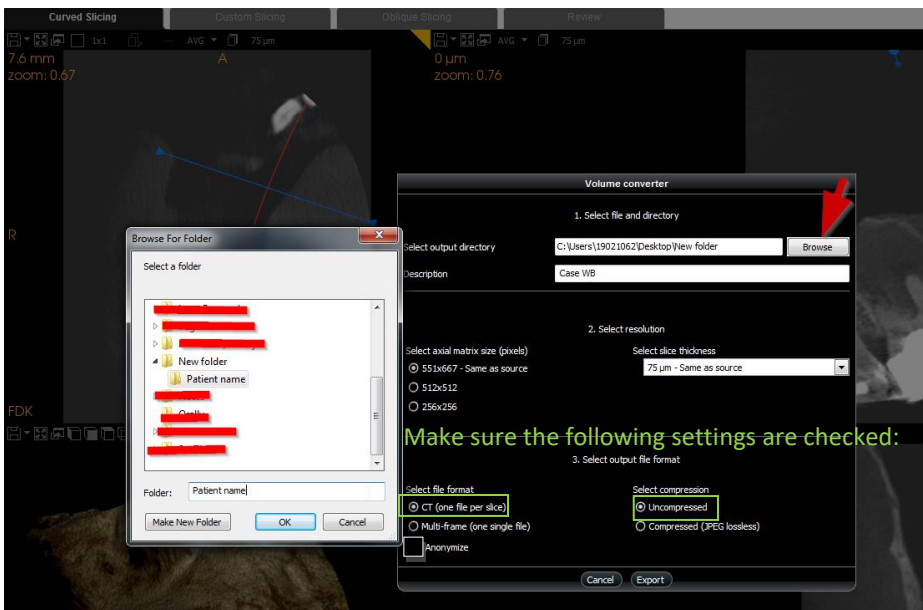 Curved Slicing
Custom Slicing
Oblique Slicing
Review
1x1
AVG
75 µm
AVG
75 µm
7.6 mm
zoom: 0.67
A
0 µm
zoom: 0.76
R
FDK
Volume converter
1. Select file and directory
Select output directory
C:\Users\19021062\Desktop\New folder
Browse
Description
Case WB
2. Select resolution
Select axial matrix size (pixels)
551x667 - Same as source
512x512
256x256
Select slice thickness
75 µm - Same as source
Make sure the following settings are checked:
3. Select output file format
Select file format
CT (one file per slice)
Multi-frame (one single file)
Anonymize
Select compression
Uncompressed
Compressed (JPEG lossless)
Cancel
Export
Browse For Folder
Select a folder
New folder
Patient name
Folder:
Patient name
Make New Folder
OK
Cancel